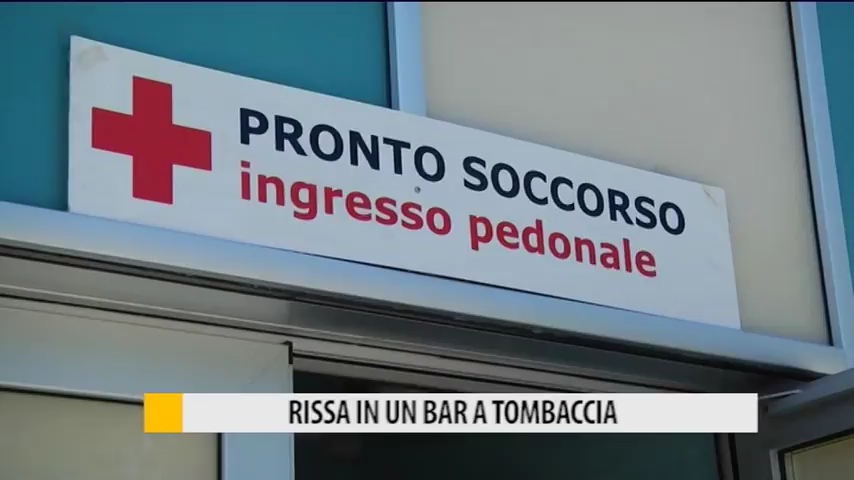 PRONTO SOCCORSO
ingresso pedonale
RISSA IN UN BAR A TOMBACCIA